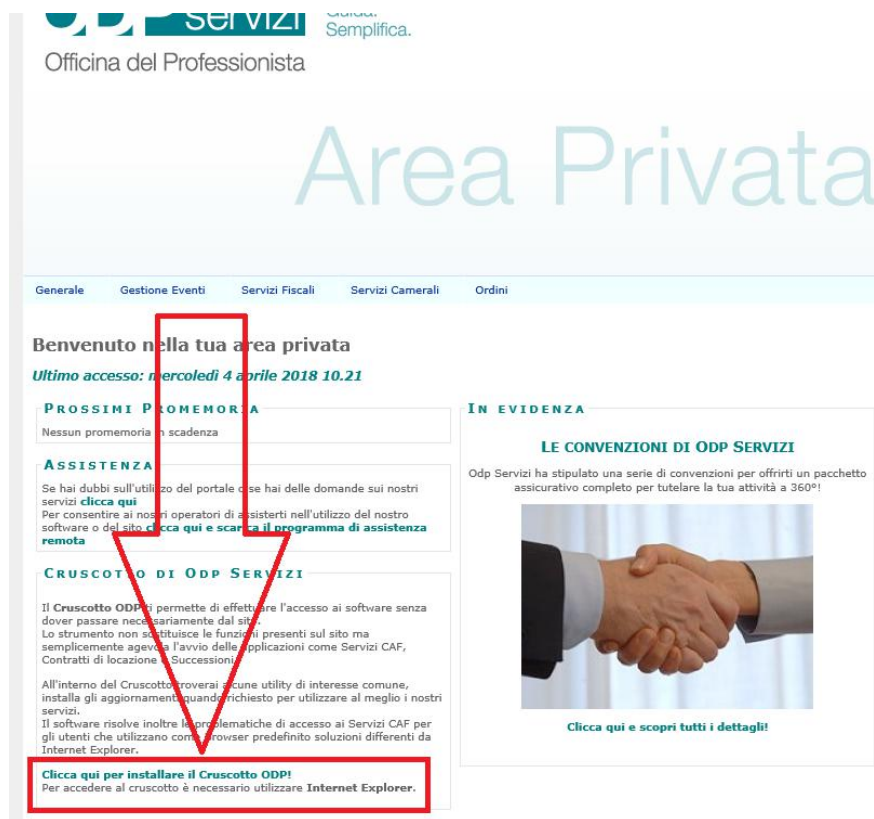 ODP servizi
Semplifica.
Officina del Professionista
Area Privata
Generale Gestione Eventi Servizi Fiscali Servizi Camerali Ordini
Benvenuto nella tua area privata
Ultimo accesso: mercoledì 4 aprile 2018 10.21
PROSSIMI PROMEMORIA
Nessun promemoria in scadenza
ASSISTENZA
Se hai dubbi sull'utilizzo del portale o se hai delle domande sui nostri
servizi clicca qui
Per consentire ai nostri operatori di assisterti nell'utilizzo del nostro
software o del sito clicca qui e scarica il programma di assistenza
remota
CRUSCOTTO DI ODP SERVIZI
Il Cruscotto ODP ti permette di effettuare l'accesso ai software senza
dover passare necessariamente dal sito.
Lo strumento non sostituisce le funzioni presenti sul sito ma
semplicemente agevola l'avvio delle applicazioni come Servizi CAF,
Contratti di locazione e Successioni.
All'interno del Cruscotto troverai alcune utility di interesse comune,
installa gli aggiornamenti quando richiesto per utilizzare al meglio i nostri
servizi.
Il software risolve inoltre le problematiche di accesso ai Servizi CAF per
gli utenti che utilizzano come browser predefinito soluzioni differenti da
Internet Explorer.
Clicca qui per installare il Cruscotto ODP!
Per accedere al cruscotto è necessario utilizzare Internet Explorer.
IN EVIDENZA
LE CONVENZIONI DI ODP SERVIZI
Odp Servizi ha stipulato una serie di convenzioni per offrirti un pacchetto
assicurativo completo per tutelare la tua attività a 360°!
Clicca qui e scopri tutti i dettagli!